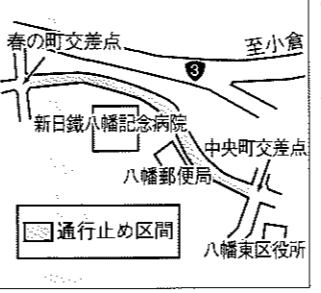 春の町交差点
至小倉
3
新日鐵八幡記念病院
中央町交差点
八幡郵便局
通行止め区間
八幡東区役所